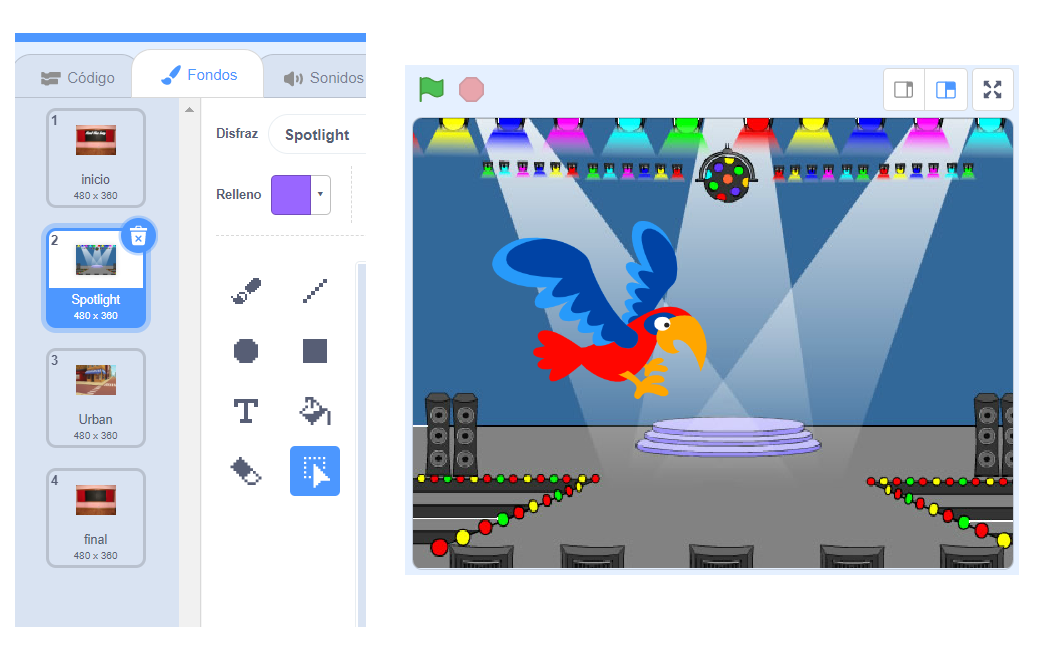 Código
Fondos
Sonidos
1
inicio
480 x 360
2
Spotlight
480 x 360
3
Urban
480 x 360
4
final
480 x 360
Disfraz
Spotlight
Relleno
T